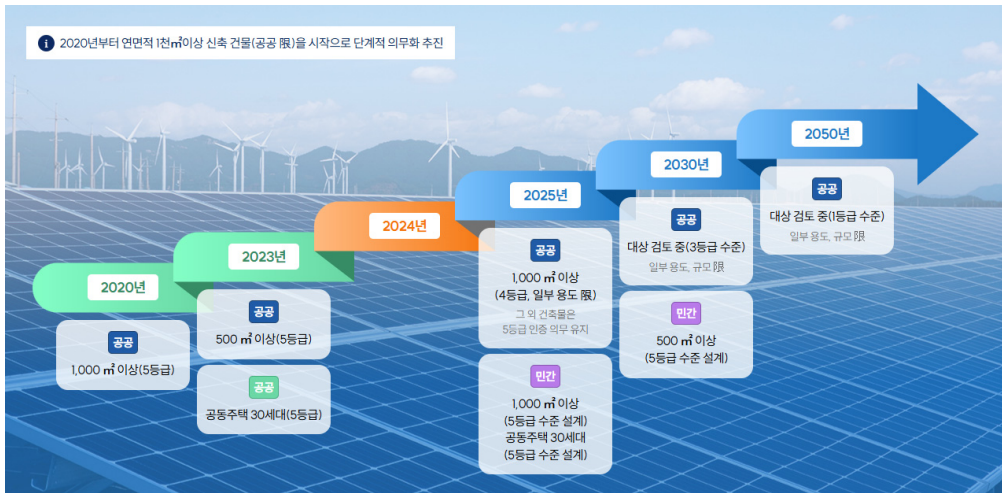 i 2020년부터 연면적 1천㎡이상 신축 건물(공공 限)을 시작으로 단계적 의무화 추진
2020년
공공
1,000 ㎡ 이상(5등급)
2023년
공공
500 ㎡ 이상(5등급)
공공
공동주택 30세대(5등급)
2024년
2025년
공공
1,000 ㎡ 이상
(4등급, 일부 용도 限)
그 외 건축물은
5등급 인증 의무 유지
민간
1,000 ㎡ 이상
(5등급 수준 설계)
공동주택 30세대
(5등급 수준 설계)
2030년
공공
대상 검토 중(3등급 수준)
일부 용도, 규모 限
민간
500 ㎡ 이상
(5등급 수준 설계)
2050년
공공
대상 검토 중(1등급 수준)
일부 용도, 규모 限